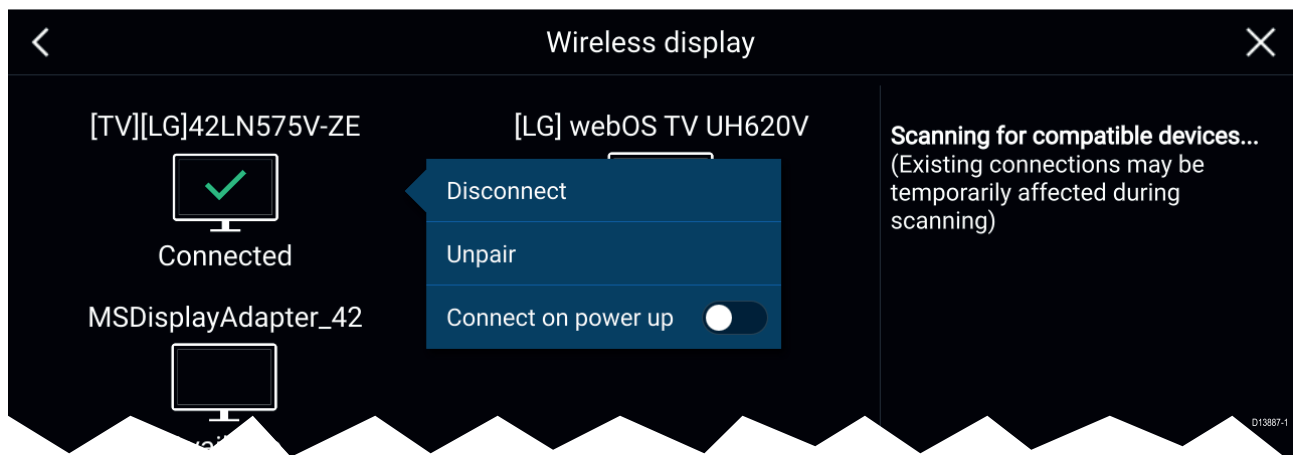 Wireless display
[TV][LG]42LN575V-ZE
[LG] webOS TV UH620V
Connected
MSDisplayAdapter_42
Disconnect
Unpair
Connect on power up
Scanning for compatible devices...
(Existing connections may be
temporarily affected during
scanning)
D13887-1